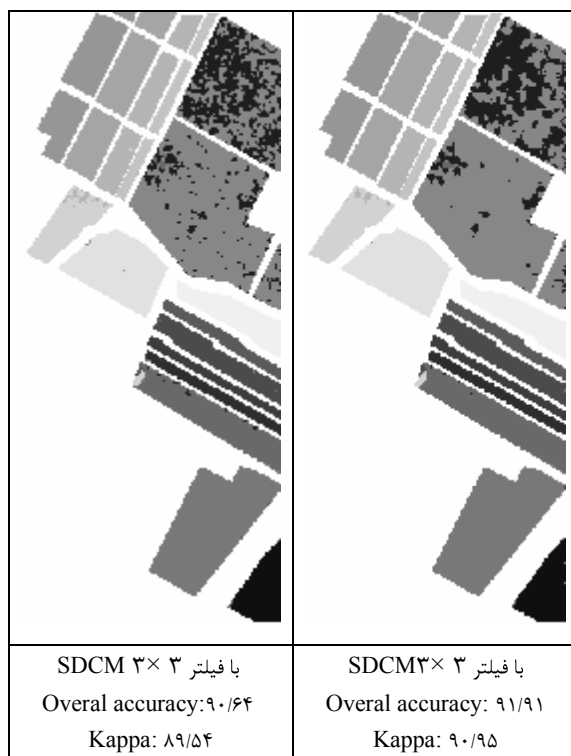 SDCM ۳× ۳ با فیلتر
Overal accuracy:۹۰/۶۴
Kappa: ۸۹/۵۴
SDCM۳× ۳ با فیلتر
Overal accuracy: ۹۱/۹۱
Kappa: ۹۰/۹۵